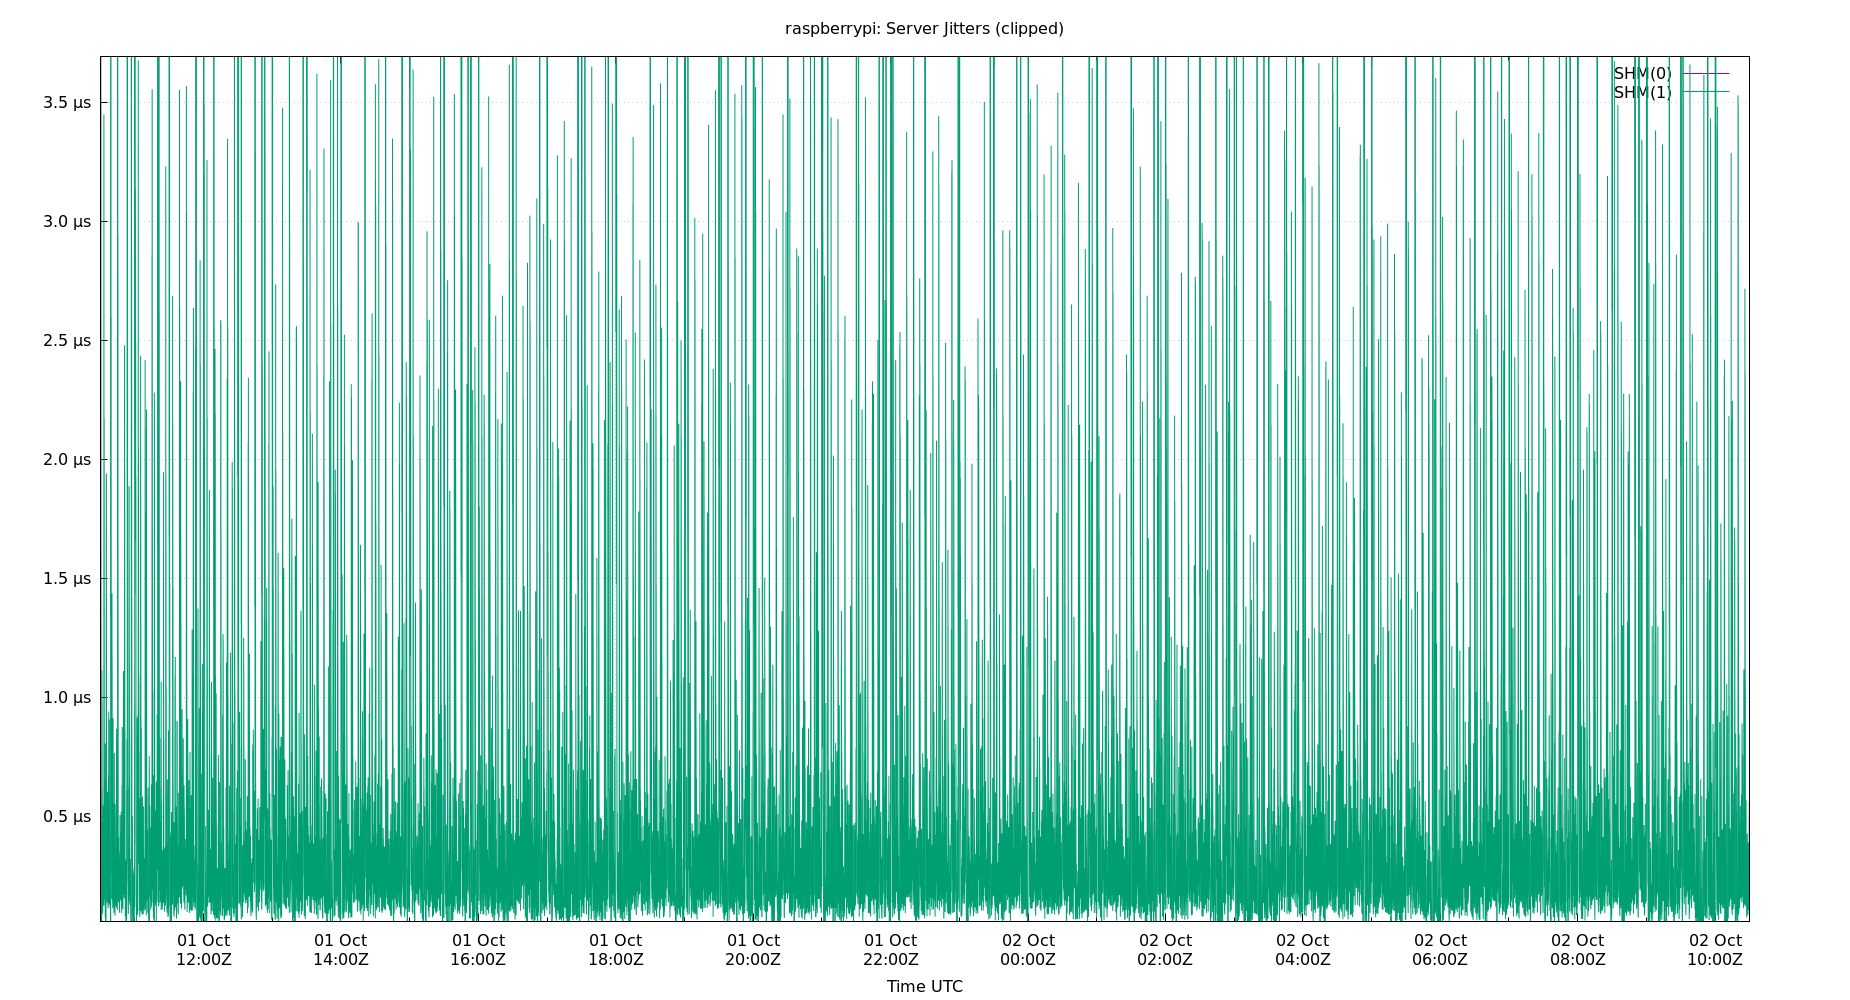 raspberrypi: Server Jitters (clipped)
SHM(0)
SHM(1)
3.5 µs
3.0 µs
2.5 µs
2.0 µs
1.5 µs
1.0 µs
0.5 µs
01 Oct 01 Oct 01 Oct 01 Oct 01 Oct 01 Oct 02 Oct 02 Oct 02 Oct 02 Oct 02 Oct 02 Oct
12:00Z 14:00Z 16:00Z 18:00Z 20:00Z 22:00Z 00:00Z 02:00Z 04:00Z 06:00Z 08:00Z 10:00Z
Time UTC